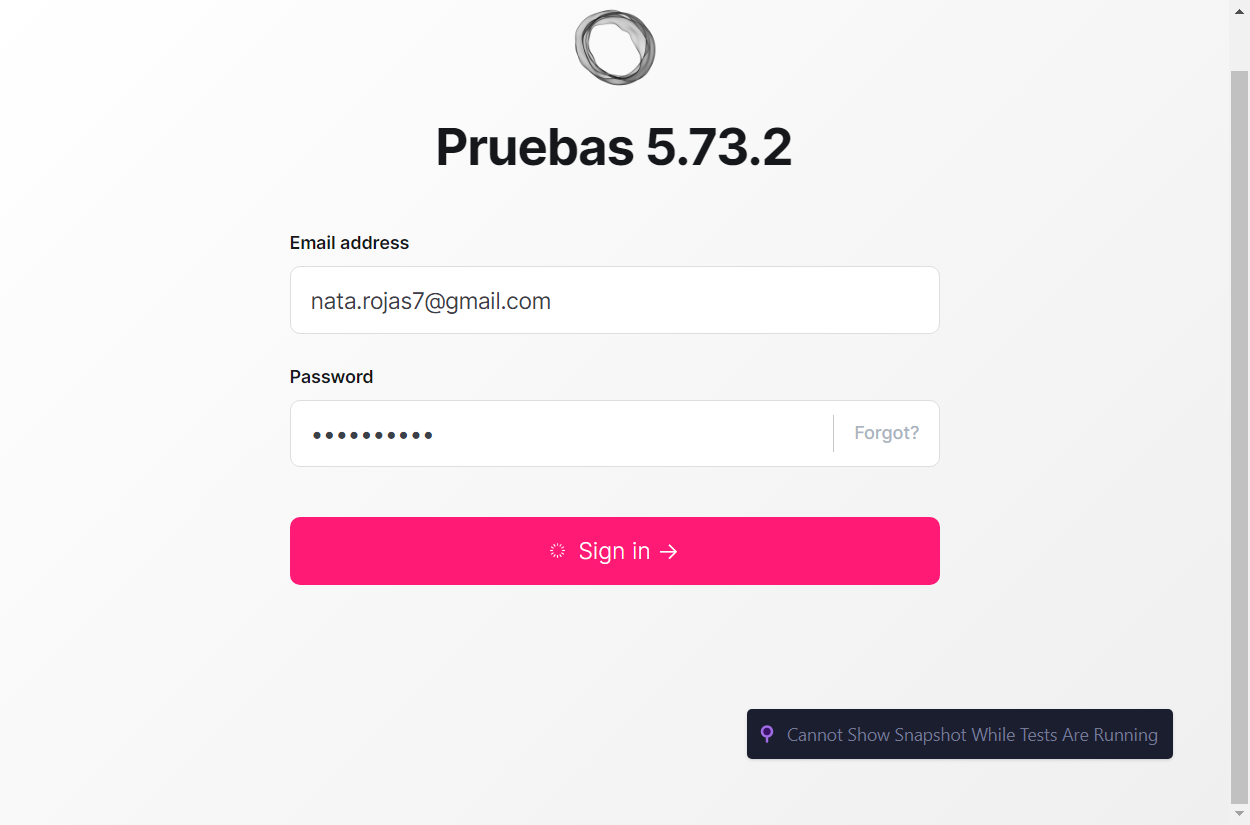 Pruebas 5.73.2
Email address
nata.rojas7@gmail.com
Password
••••••••••
Forgot?
Sign in →
Cannot Show Snapshot While Tests Are Running